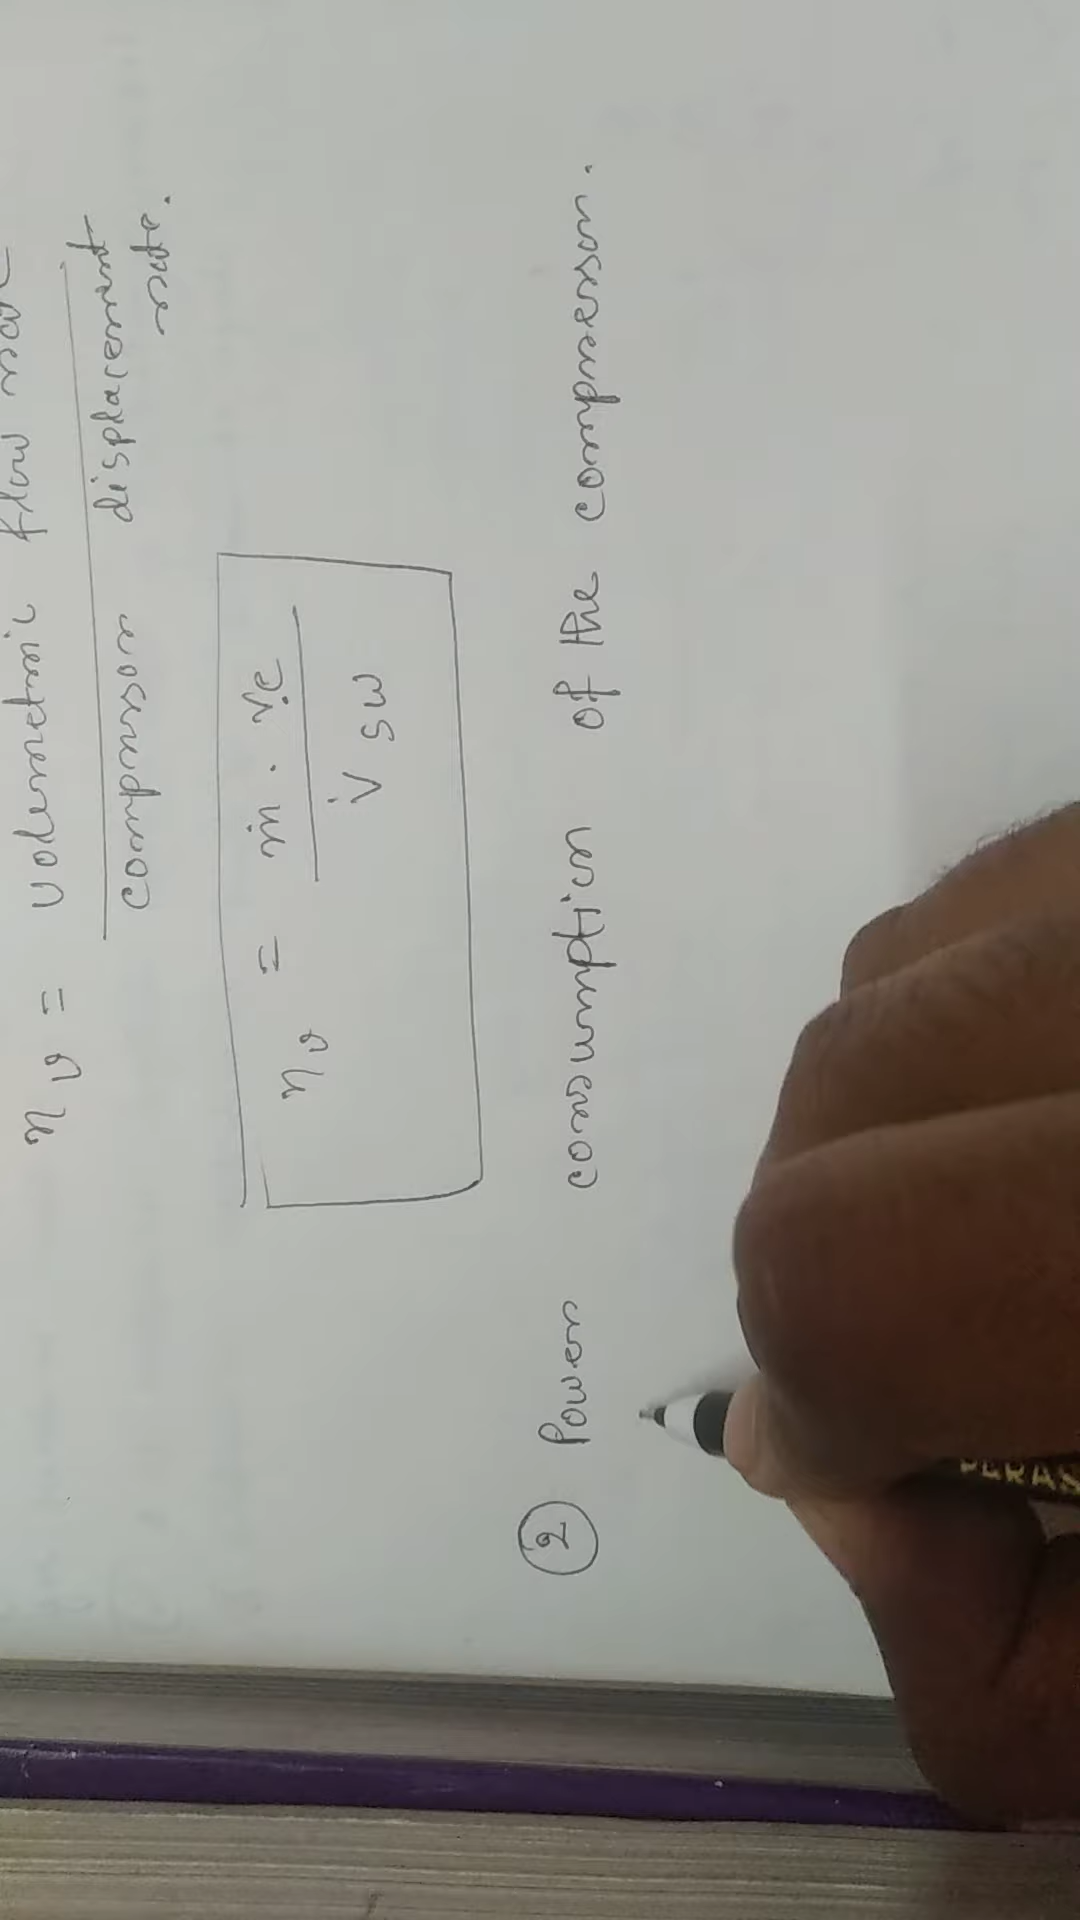 ηv = volumetric flow rate
compressor displacement
rate.
ηv = ṁ . ve
V̇sw
② Power consumption of the compressor.